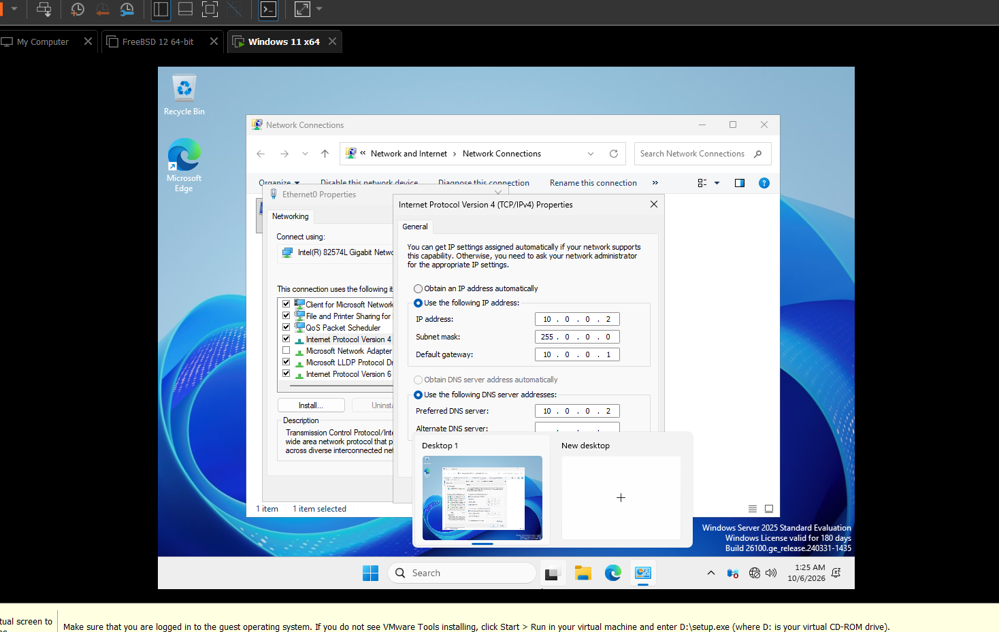 My Computer
FreeBSD 12 64-bit
Windows 11 x64
Recycle Bin
Microsoft
Edge
Network Connections
« Network and Internet › Network Connections
Search Network Connections
Organize
Disable this network device
Diagnose this connection
Rename this connection
»
Ethernet0 Properties
Networking
Connect using:
Intel(R) 82574L Gigabit Netwo
This connection uses the following it
Client for Microsoft Network
File and Printer Sharing for
QoS Packet Scheduler
Internet Protocol Version 4
Microsoft Network Adapter
Microsoft LLDP Protocol Dr
Internet Protocol Version 6
Install...
Uninsta
Description
Transmission Control Protocol/Inte
wide area network protocol that p
across diverse interconnected net
Internet Protocol Version 4 (TCP/IPv4) Properties
General
You can get IP settings assigned automatically if your network supports
this capability. Otherwise, you need to ask your network administrator
for the appropriate IP settings.
Obtain an IP address automatically
Use the following IP address:
IP address:
10 . 0 . 0 . 2
Subnet mask:
255 . 0 . 0 . 0
Default gateway:
10 . 0 . 0 . 1
Obtain DNS server address automatically
Use the following DNS server addresses:
Preferred DNS server:
10 . 0 . 0 . 2
Alternate DNS server:
. . .
Desktop 1
New desktop
1 item
1 item selected
Windows Server 2025 Standard Evaluation
Windows License valid for 180 days
Build 26100.ge_release.240331-1435
Search
1:25 AM
10/6/2026
tual screen to
Make sure that you are logged in to the guest operating system. If you do not see VMware Tools installing, click Start > Run in your virtual machine and enter D:\setup.exe (where D: is your virtual CD-ROM drive).